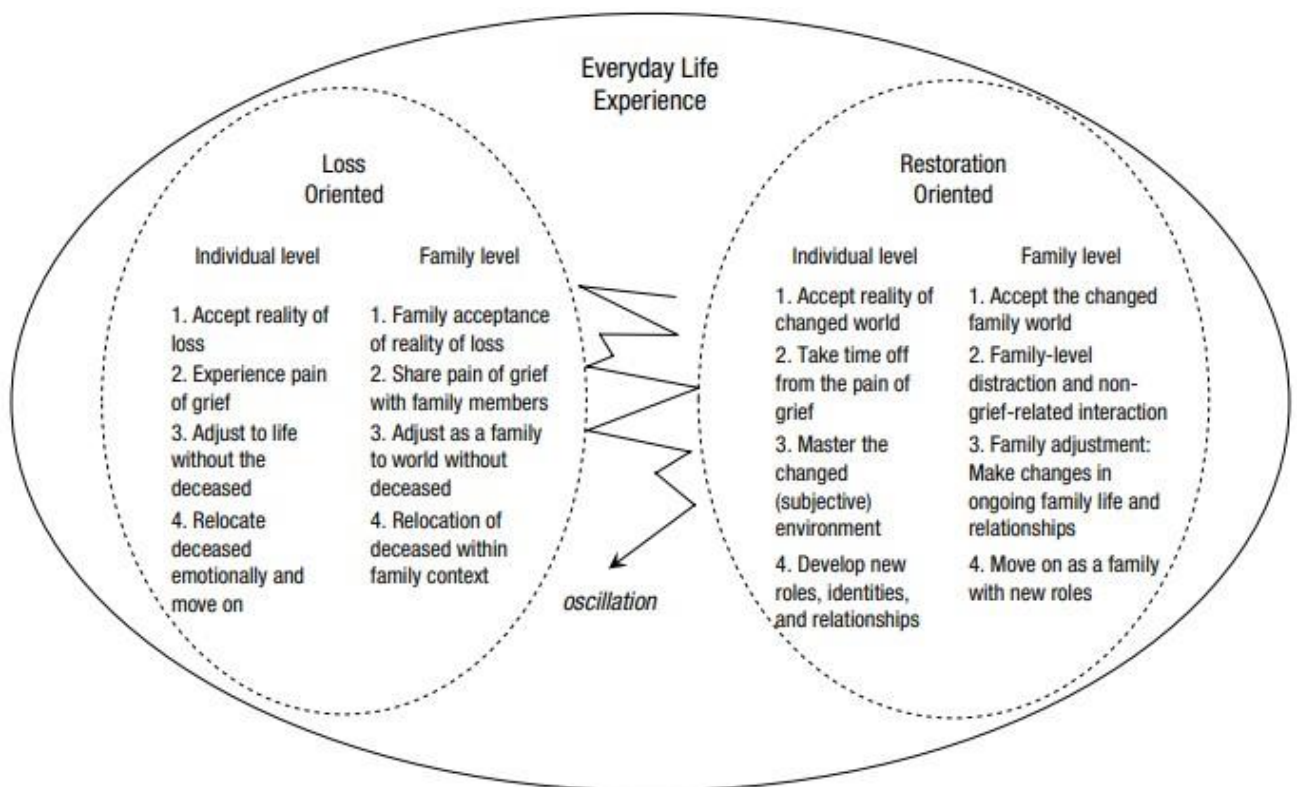 Everyday Life
Experience
Loss
Oriented
Individual level
1. Accept reality of
loss
2. Experience pain
of grief
3. Adjust to life
without the
deceased
4. Relocate
deceased
emotionally and
move on
Family level
1. Family acceptance
of reality of loss
2. Share pain of grief
with family members
3. Adjust as a family
to world without
deceased
4. Relocation of
deceased within
family context
oscillation
Restoration
Oriented
Individual level
1. Accept reality of
changed world
2. Take time off
from the pain of
grief
3. Master the
changed
(subjective)
environment
4. Develop new
roles, identities,
and relationships
Family level
1. Accept the changed
family world
2. Family-level
distraction and non-
grief-related interaction
3. Family adjustment:
Make changes in
ongoing family life and
relationships
4. Move on as a family
with new roles